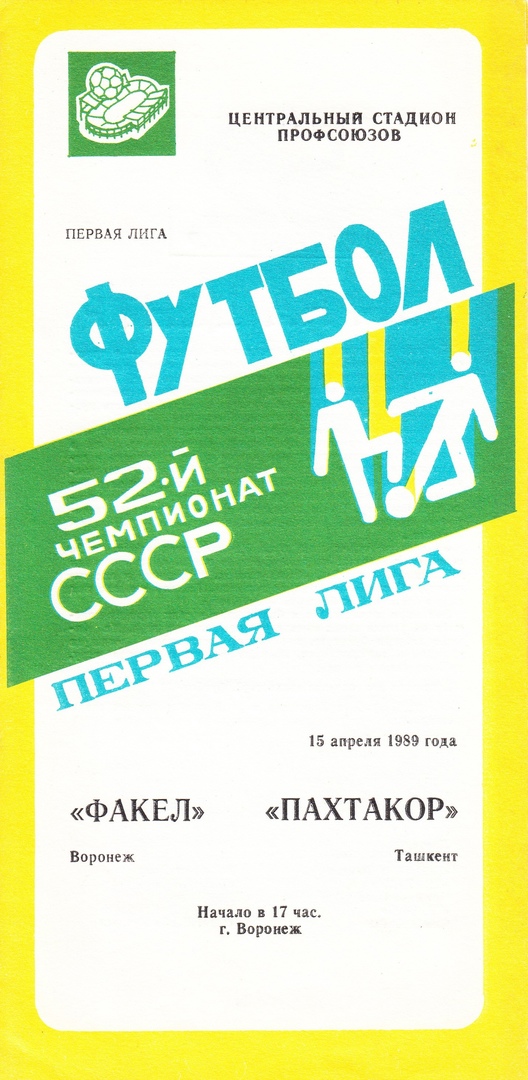 ЦЕНТРАЛЬНЫЙ СТАДИОН
ПРОФСОЮЗОВ
ПЕРВАЯ ЛИГА
ФУТБОЛ
52-Й
ЧЕМПИОНАТ
СССР
ПЕРВАЯ ЛИГА
15 апреля 1989 года
«ФАКЕЛ» «ПАХТАКОР»
Воронеж Ташкент
Начало в 17 час.
г. Воронеж